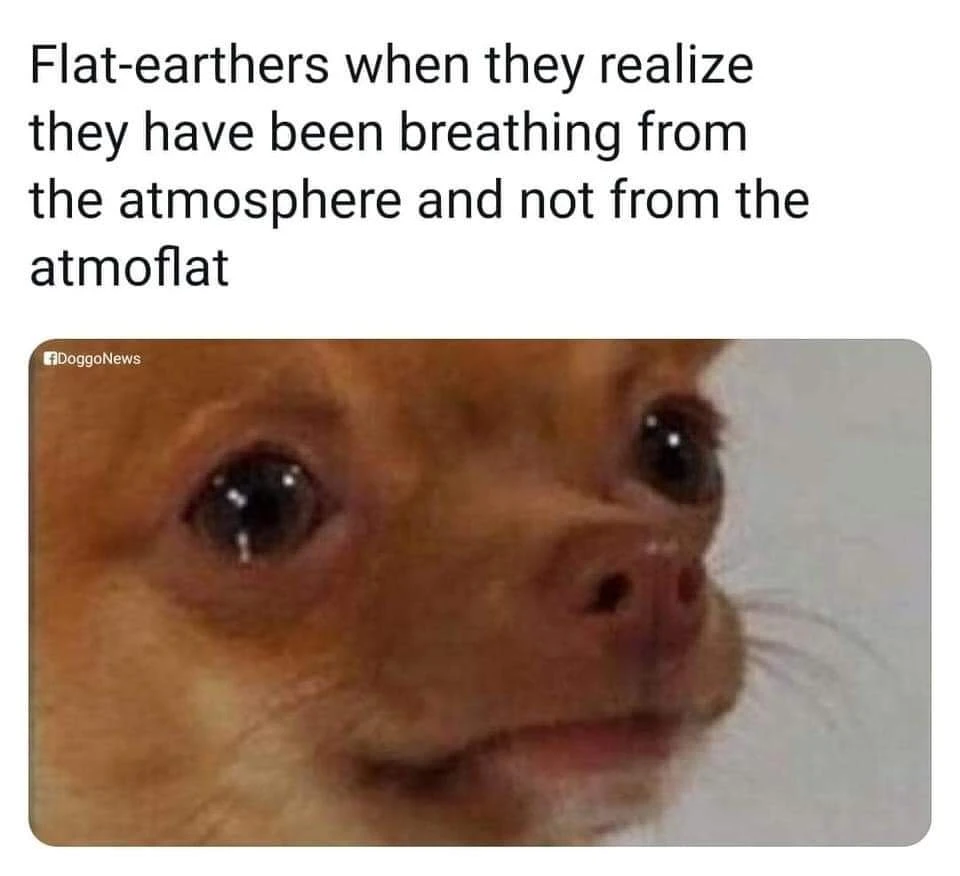 Flat-earthers when they realize
they have been breathing from
the atmosphere and not from the
atmoflat
DoggoNews